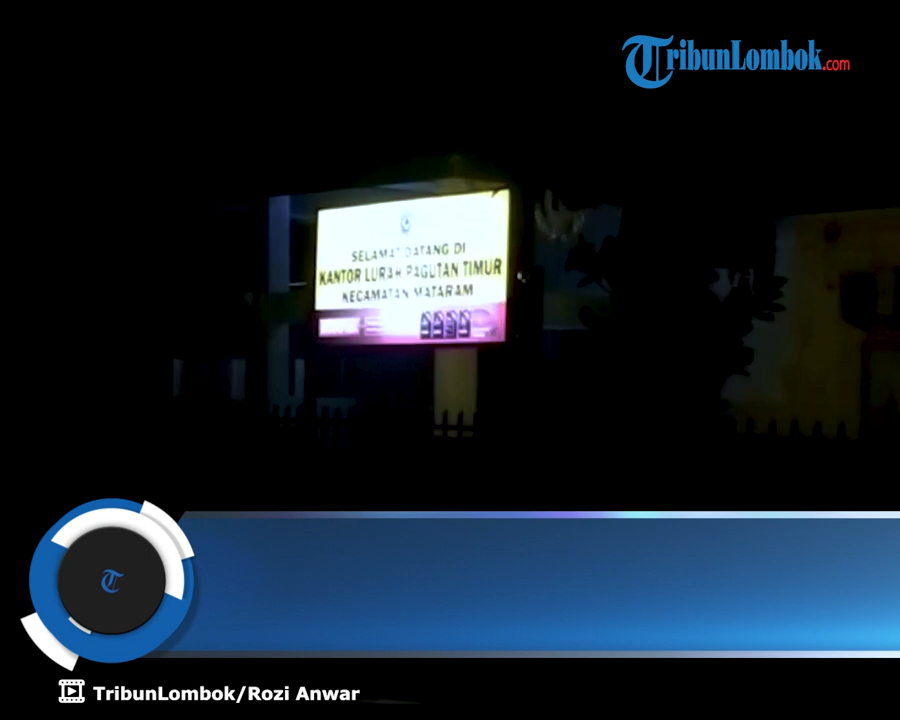 TribunLombok.com
SELAMAT DATANG DI
KANTOR LURAH PAGUTAN TIMUR
KECAMATAN MATARAM
T
TribunLombok/Rozi Anwar